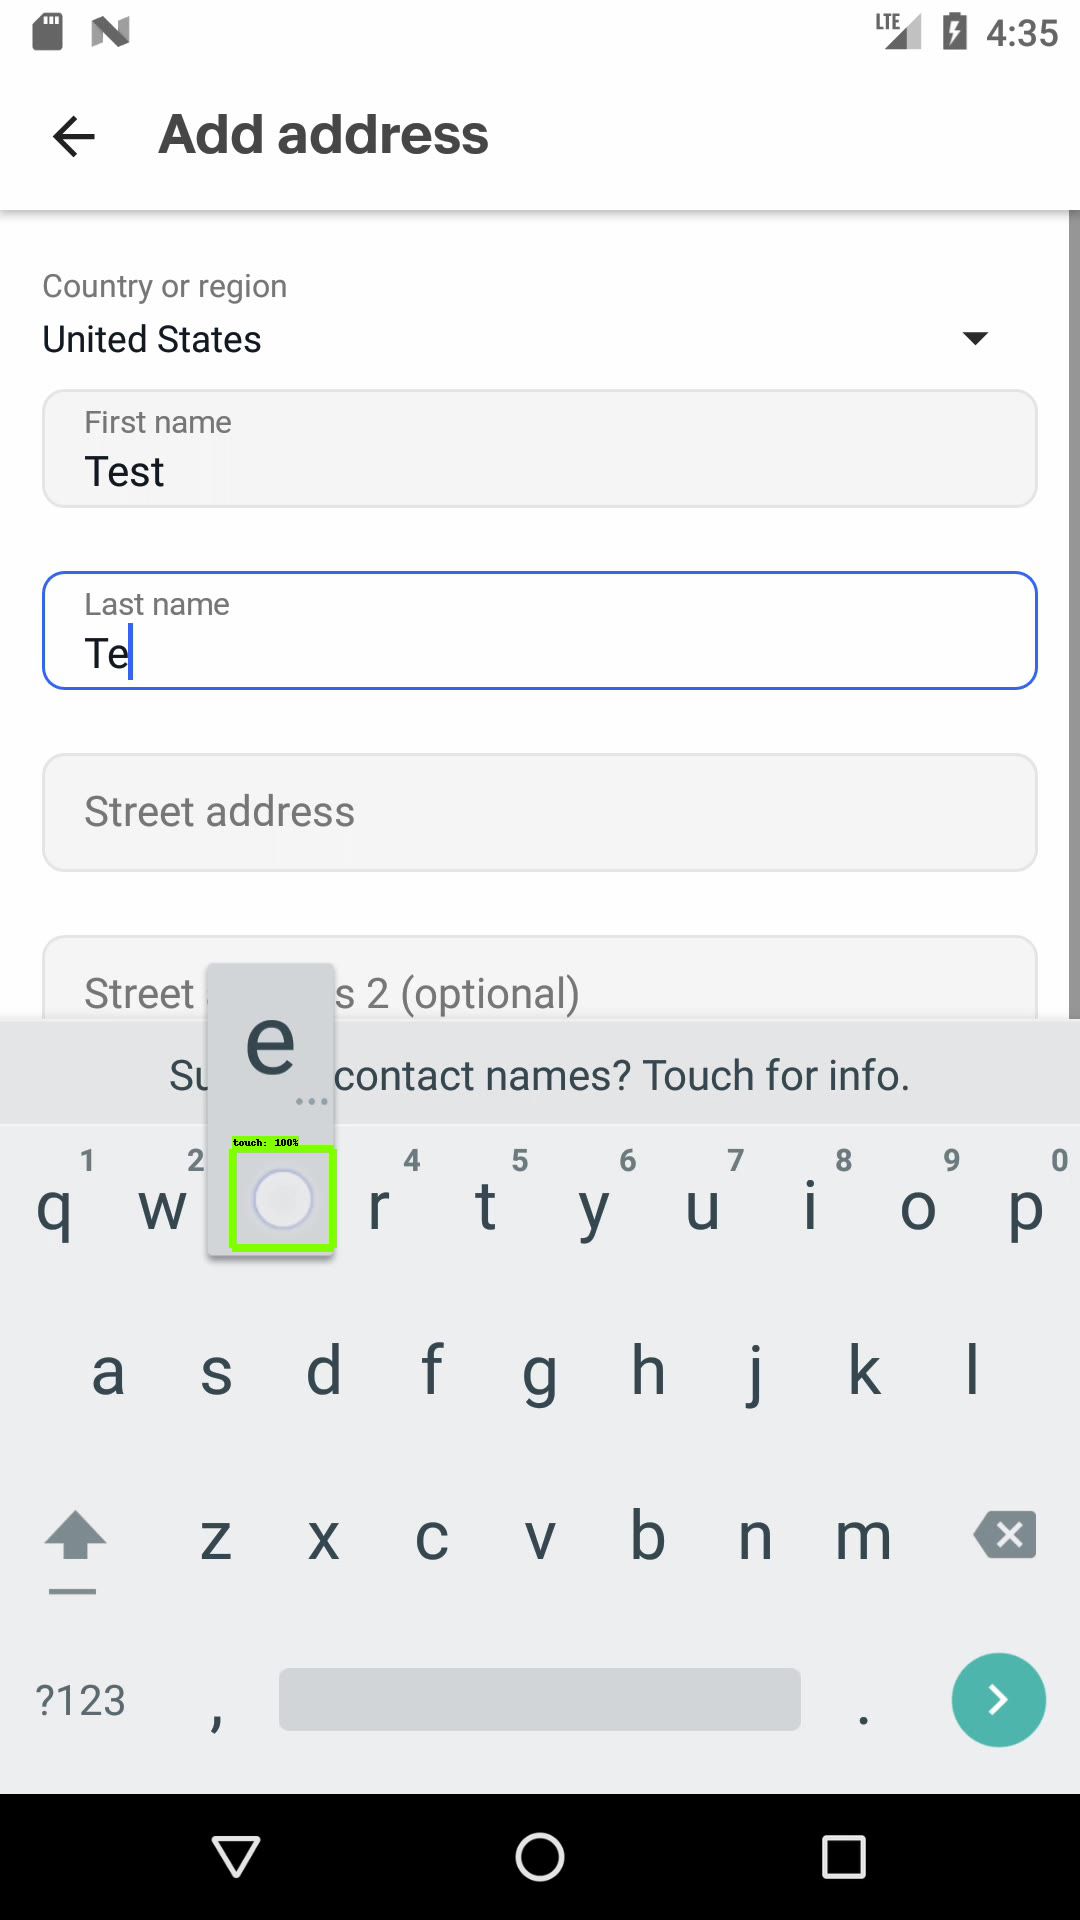 LTE 4:35
Add address
Country or region
United States
First name
Test
Last name
Te
Street address
Street s 2 (optional)
e
...
Su contact names? Touch for info.
touch: 100%
1 2 4 5 6 7 8 9 0
q w r t y u i o p
a s d f g h j k l
z x c v b n m
?123 , .